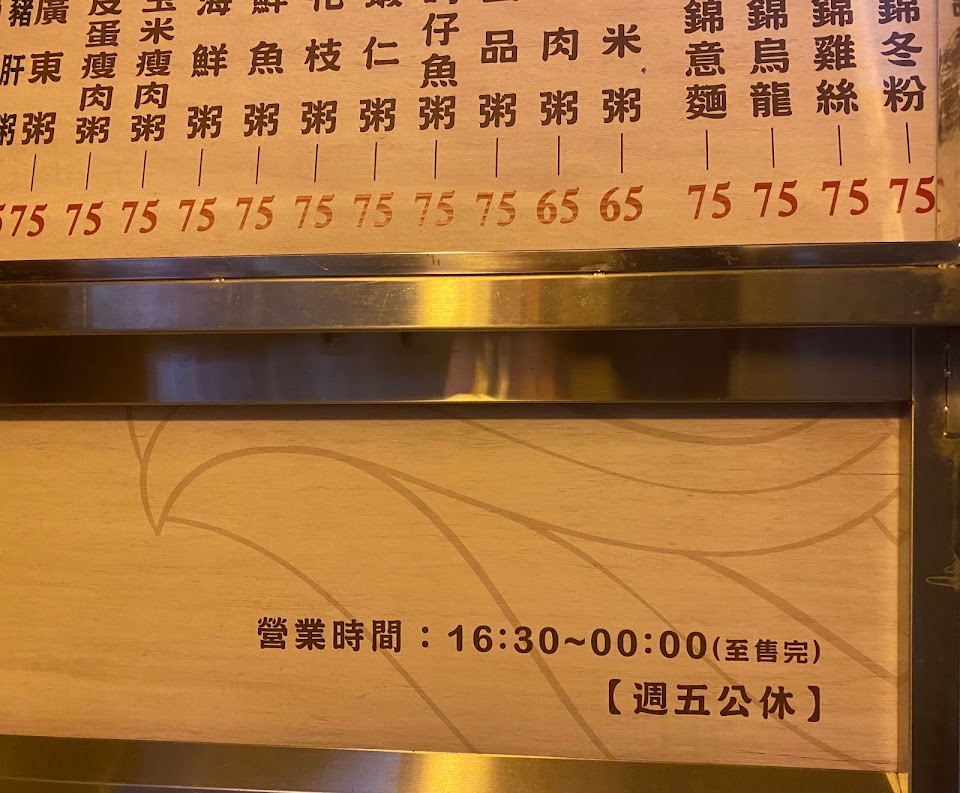 錦冬粉 75
錦雞絲 75
錦烏龍 75
錦意麵 75
米粥 65
肉粥 65
品粥 75
仔魚粥 75
蝦仁粥 75
花枝粥 75
鮮魚粥 75
海鮮粥 75
玉米瘦肉粥 75
皮蛋瘦肉粥 75
廣東粥 75
豬肝粥
營業時間：16:30~00:00(至售完)
【週五公休】